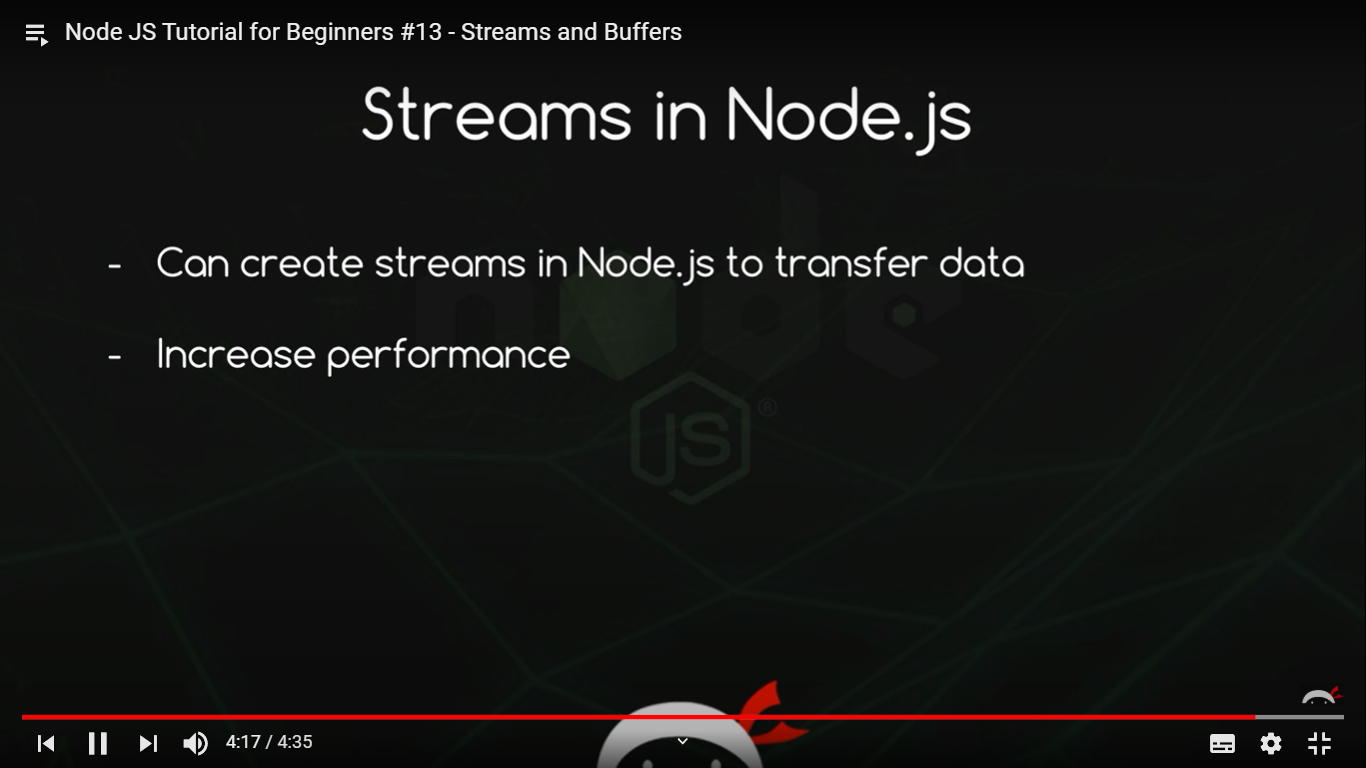 Node JS Tutorial for Beginners #13 - Streams and Buffers
Streams in Node.js
- Can create streams in Node.js to transfer data
- Increase performance
node
JS ®
4:17 / 4:35